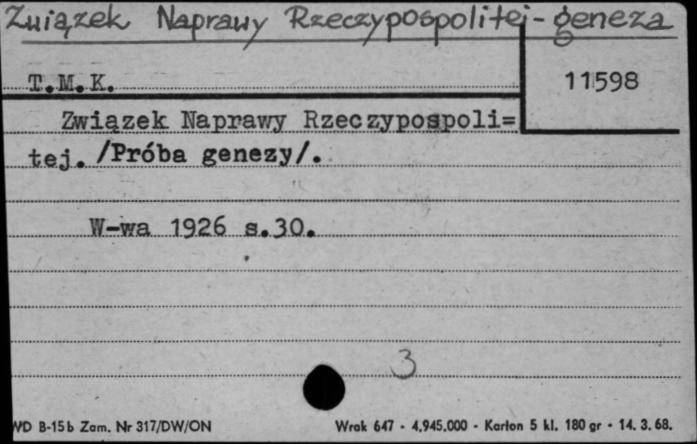 Związek Naprawy Rzeczypospolitej - geneza
T.M.K.
11598
Związek Naprawy Rzeczypospoli=
tej. /Próba genezy/.
W-wa 1926 s.30.
3
WD B-15b Zam. Nr 317/DW/ON
Wrak 647 - 4.945.000 - Karton 5 kl. 180 gr - 14. 3. 68.